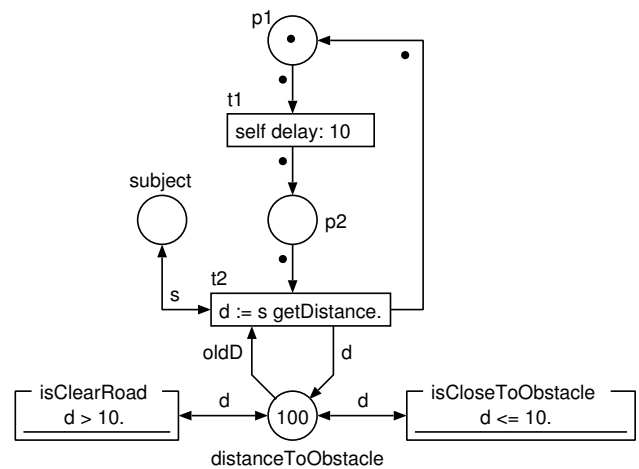 p1
t1
self delay: 10
subject
p2
t2
s
d := s getDistance.
oldD
d
isClearRoad
isCloseToObstacle
d > 10.
d
100
d
d <= 10.
distanceToObstacle